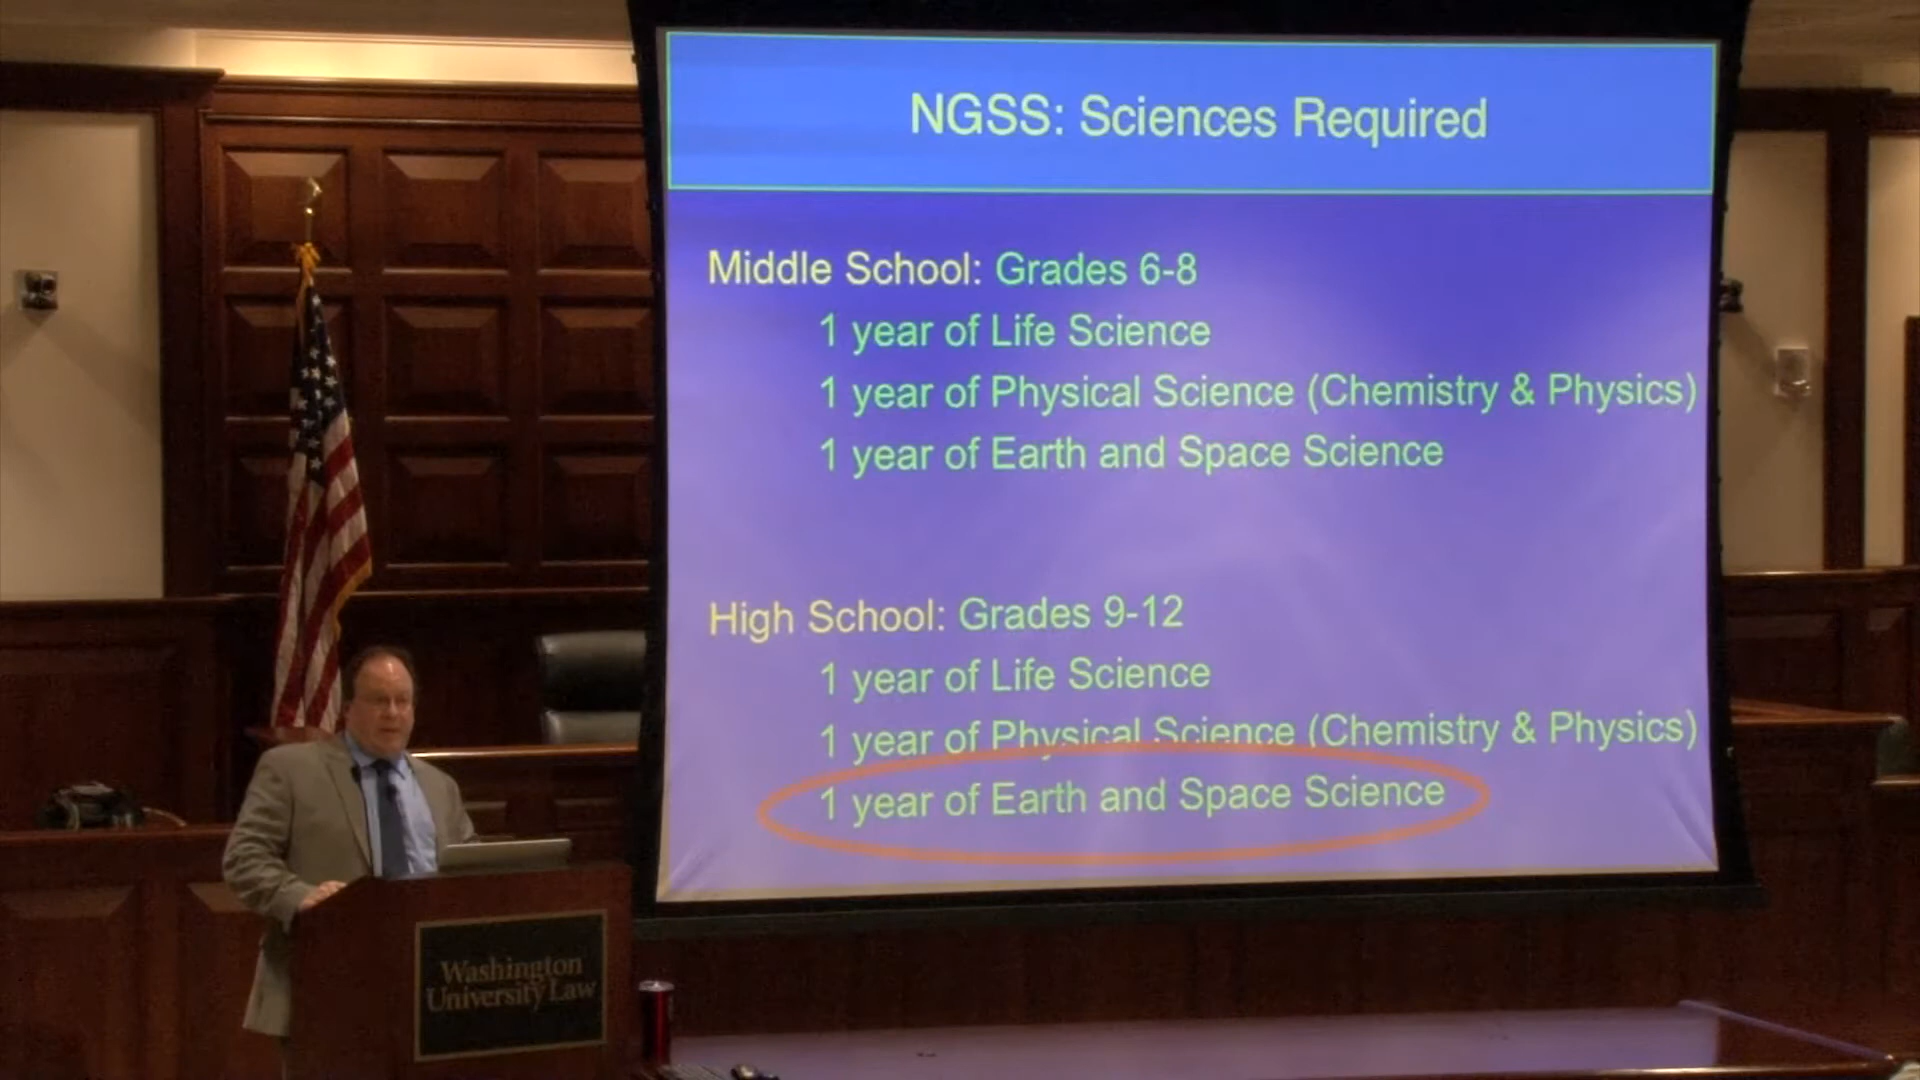 NGSS: Sciences Required
Middle School: Grades 6-8
1 year of Life Science
1 year of Physical Science (Chemistry & Physics)
1 year of Earth and Space Science
High School: Grades 9-12
1 year of Life Science
1 year of Physical Science (Chemistry & Physics)
1 year of Earth and Space Science
Washington
University Law